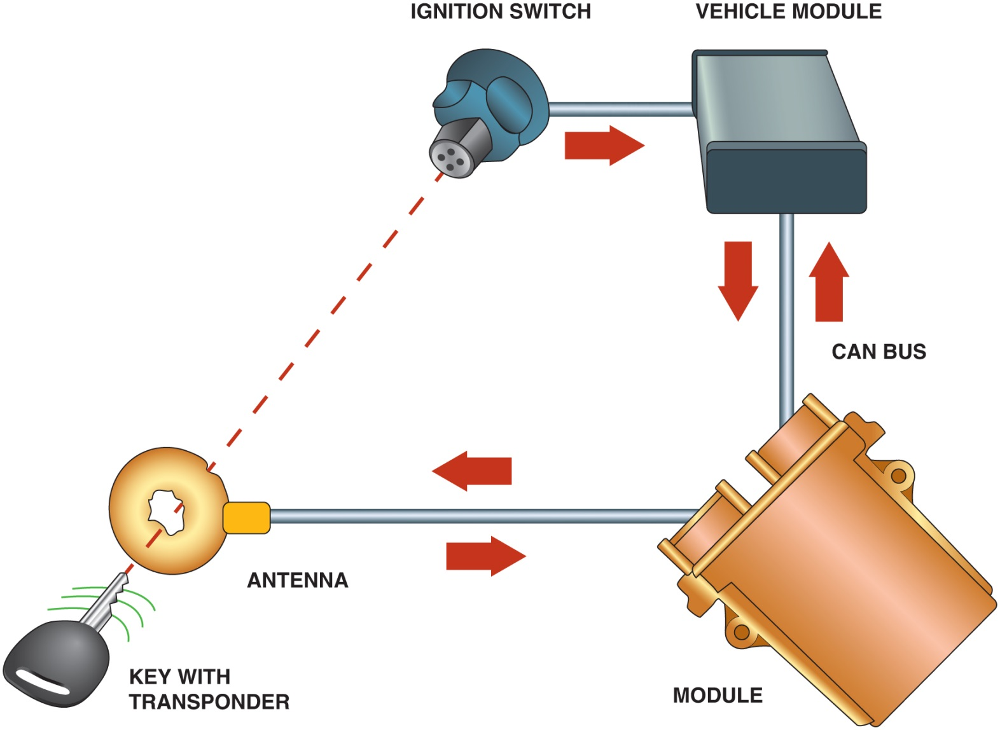 IGNITION SWITCH
VEHICLE MODULE
CAN BUS
ANTENNA
KEY WITH
TRANSPONDER
MODULE